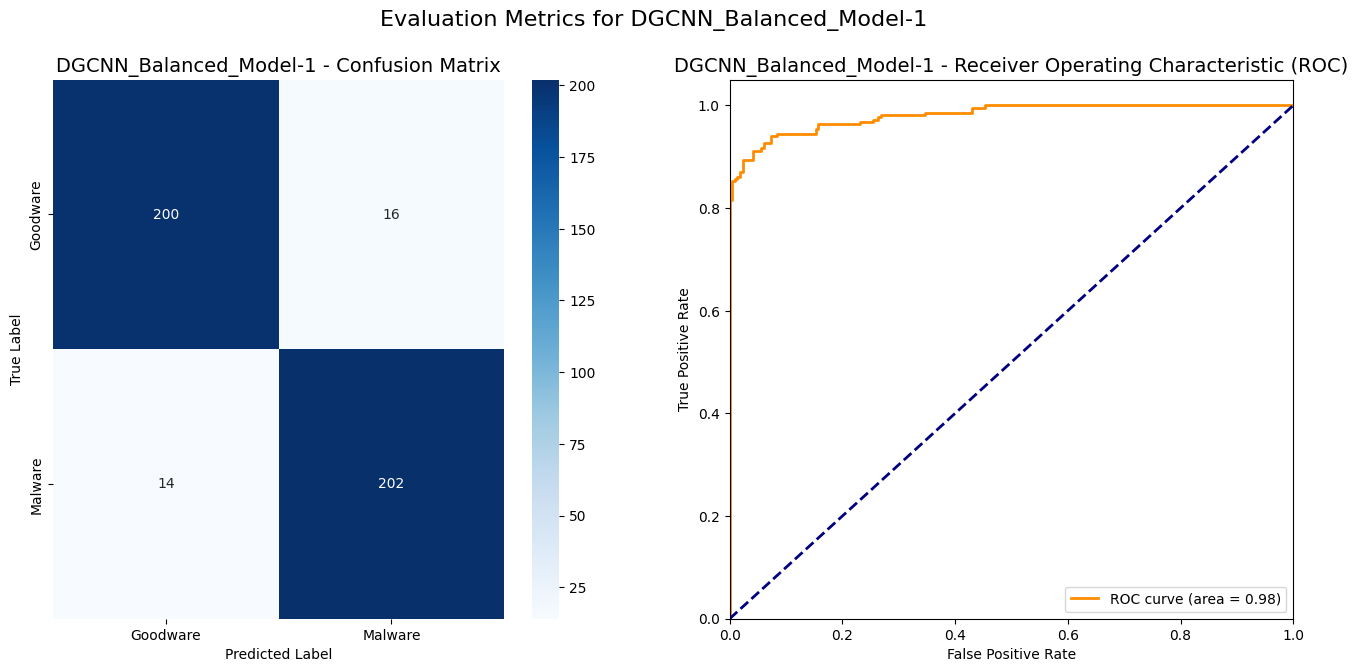 Evaluation Metrics for DGCNN_Balanced_Model-1
DGCNN_Balanced_Model-1 - Confusion Matrix
Goodware
Malware
True Label
200
16
14
202
Goodware
Malware
Predicted Label
200
175
150
125
100
75
50
25
DGCNN_Balanced_Model-1 - Receiver Operating Characteristic (ROC)
True Positive Rate
1.0
0.8
0.6
0.4
0.2
0.0
ROC curve (area = 0.98)
0.0
0.2
0.4
0.6
0.8
1.0
False Positive Rate